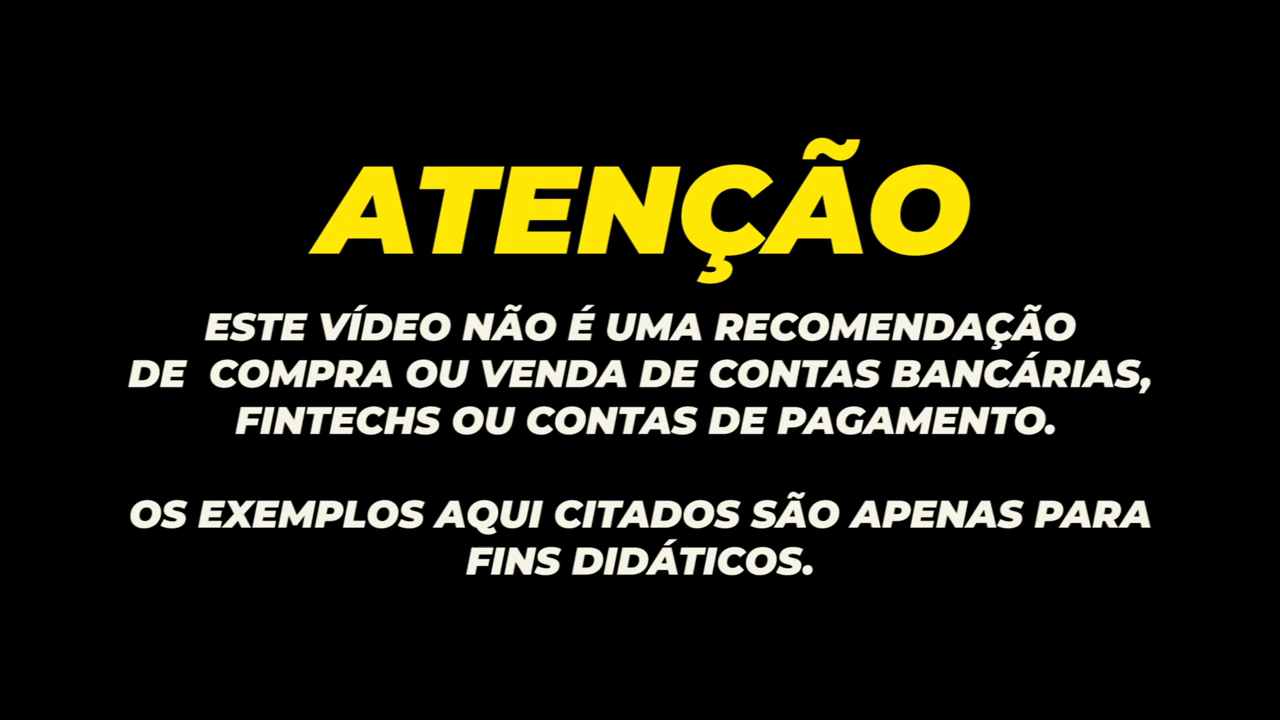 ATENÇÃO
ESTE VÍDEO NÃO É UMA RECOMENDAÇÃO
DE COMPRA OU VENDA DE CONTAS BANCÁRIAS,
FINTECHS OU CONTAS DE PAGAMENTO.
OS EXEMPLOS AQUI CITADOS SÃO APENAS PARA
FINS DIDÁTICOS.